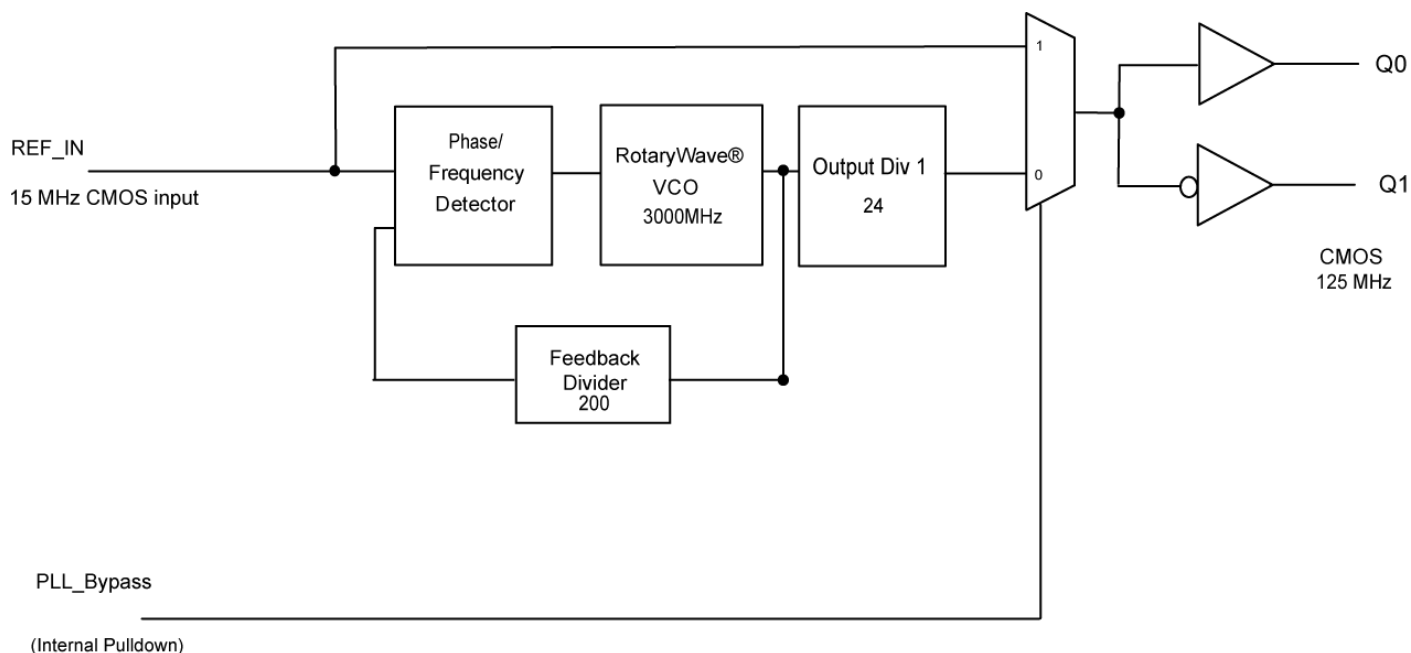 1
Q0
Phase/
Frequency
Detector
RotaryWave®
VCO
3000MHz
Output Div 1
24
0
REF_IN
15 MHz CMOS input
Q1
CMOS
125 MHz
Feedback
Divider
200
PLL_Bypass
(Internal Pulldown)